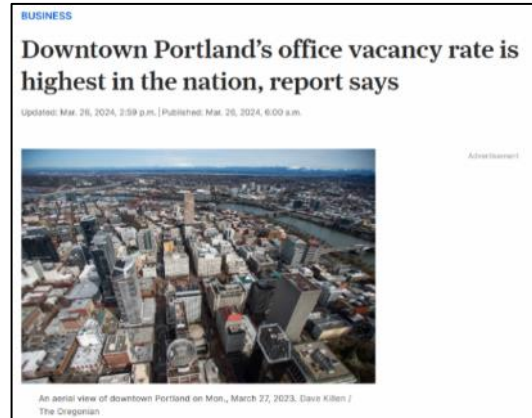 BUSINESS
Downtown Portland's office vacancy rate is
highest in the nation, report says
Updated: Mar. 26, 2024, 2:59 p.m. | Published: Mar. 26, 2024, 6:00 a.m.
Advertisement
An aerial view of downtown Portland on Mon., March 27, 2023. Dave Killen /
The Oregonian